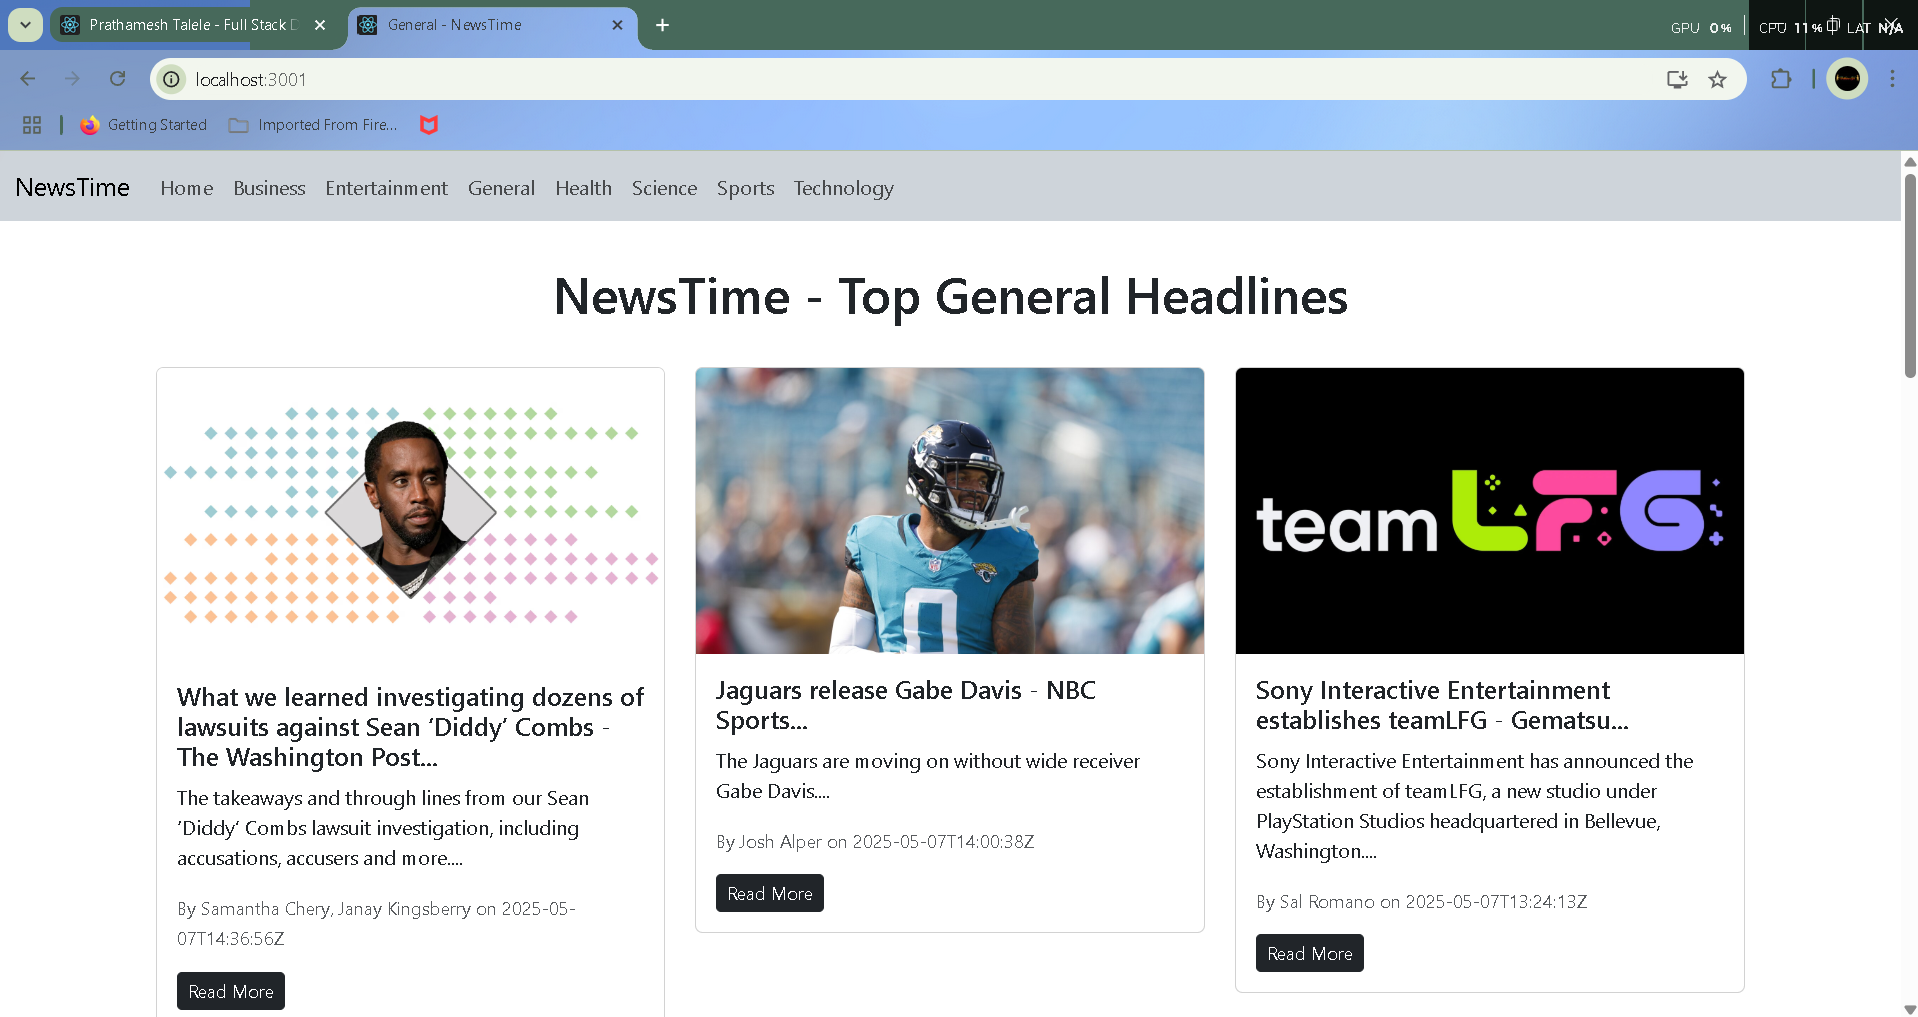 Prathamesh Talele - Full Stack D
General - NewsTime
GPU 0% CPU 11% LAT N/A
localhost:3001
Getting Started
Imported From Fire...
NewsTime Home Business Entertainment General Health Science Sports Technology
NewsTime - Top General Headlines
What we learned investigating dozens of
lawsuits against Sean ‘Diddy’ Combs -
The Washington Post...
The takeaways and through lines from our Sean
‘Diddy’ Combs lawsuit investigation, including
accusations, accusers and more....
By Samantha Chery, Janay Kingsberry on 2025-05-
07T14:36:56Z
Read More
0
Jaguars release Gabe Davis - NBC
Sports...
The Jaguars are moving on without wide receiver
Gabe Davis....
By Josh Alper on 2025-05-07T14:00:38Z
Read More
team LFG
Sony Interactive Entertainment
establishes teamLFG - Gematsu...
Sony Interactive Entertainment has announced the
establishment of teamLFG, a new studio under
PlayStation Studios headquartered in Bellevue,
Washington....
By Sal Romano on 2025-05-07T13:24:13Z
Read More